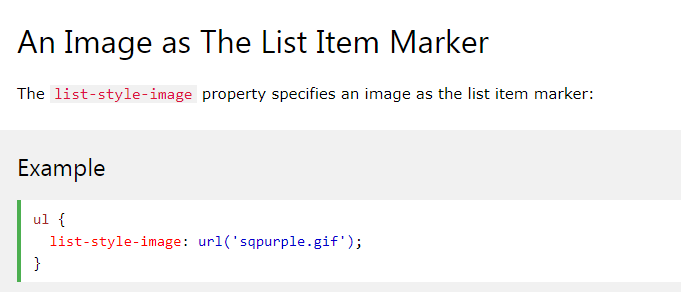 An Image as The List Item Marker
The list-style-image property specifies an image as the list item marker:
Example
ul {
  list-style-image: url('sqpurple.gif');
}